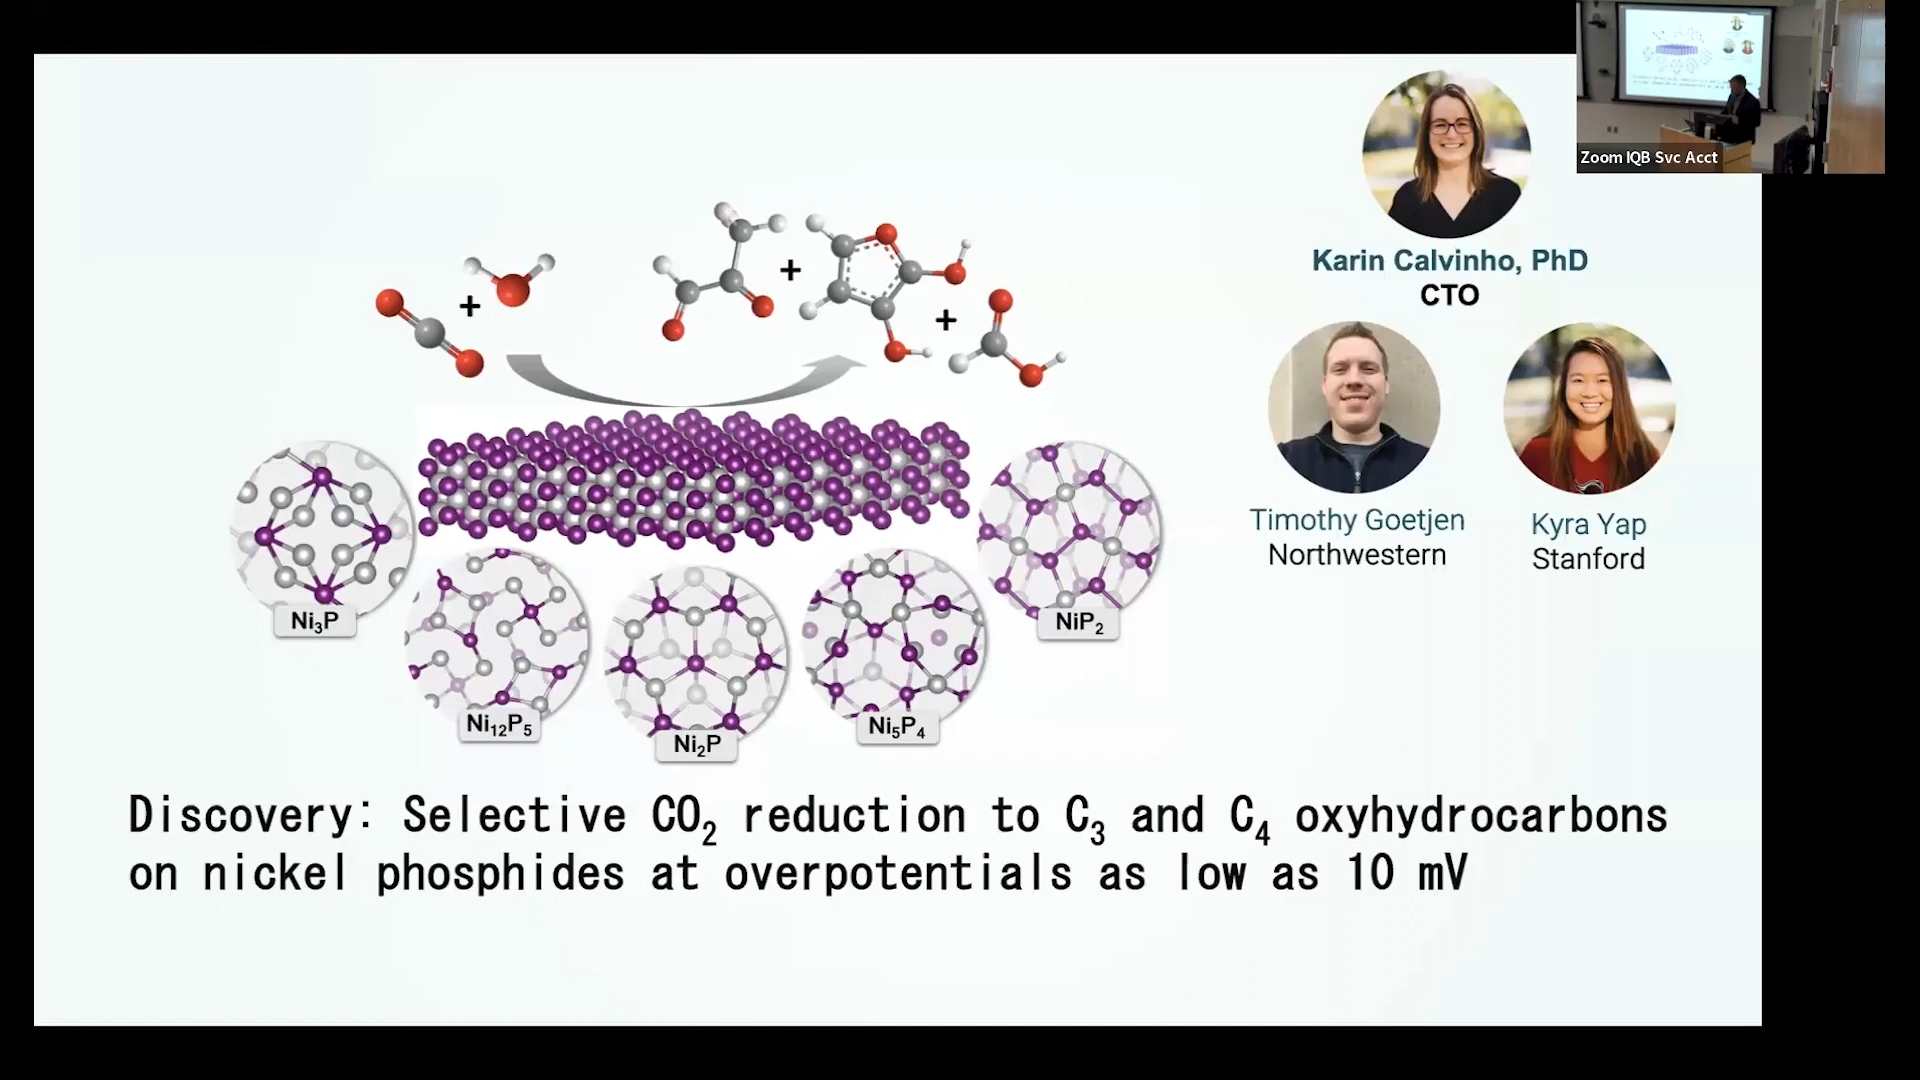 Zoom IQB Svc Acct
Karin Calvinho, PhD
CTO
Timothy Goetjen
Northwestern
Kyra Yap
Stanford
+
+
+
Ni₃P
Ni₁₂P₅
Ni₂P
Ni₅P₄
NiP₂
Discovery: Selective CO₂ reduction to C₃ and C₄ oxyhydrocarbons
on nickel phosphides at overpotentials as low as 10 mV